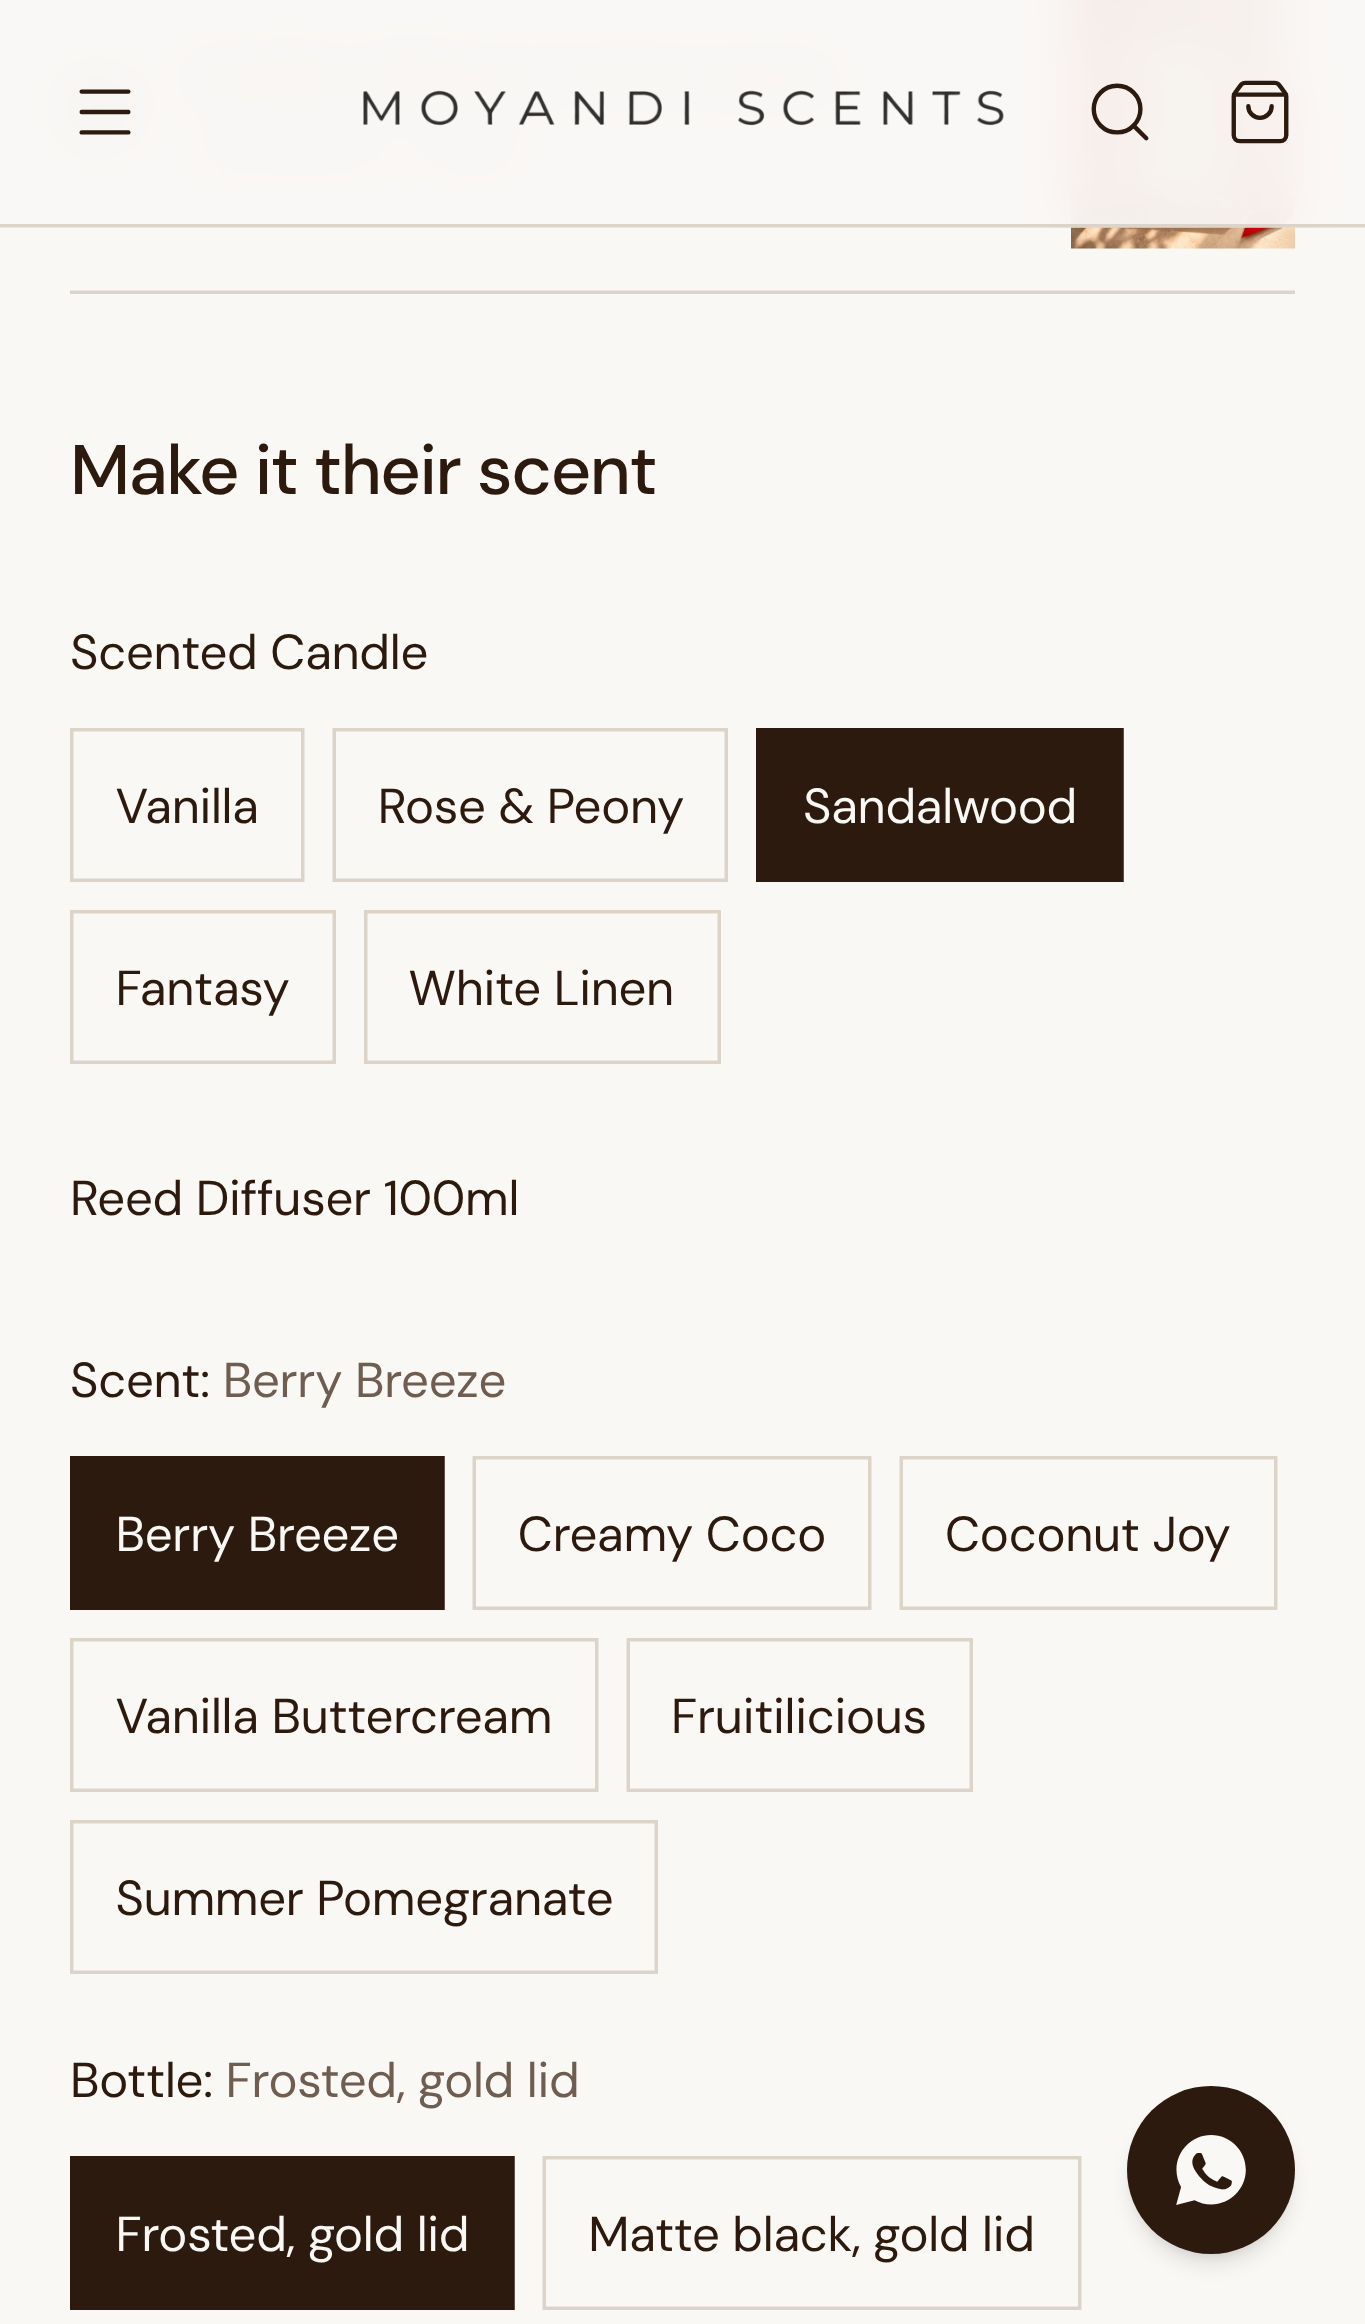 MOYANDI SCENTS
Make it their scent
Scented Candle
Vanilla
Rose & Peony
Sandalwood
Fantasy
White Linen
Reed Diffuser 100ml
Scent: Berry Breeze
Berry Breeze
Creamy Coco
Coconut Joy
Vanilla Buttercream
Fruitilicious
Summer Pomegranate
Bottle: Frosted, gold lid
Frosted, gold lid
Matte black, gold lid